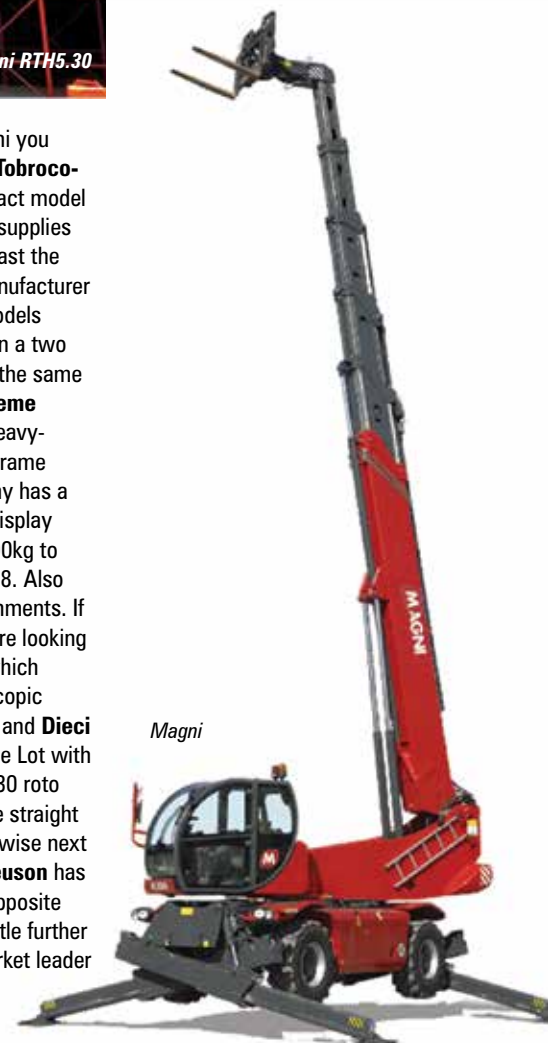 ni RTH5.30
ni you
Tobroco-
act model
supplies
ast the
nufacturer
odels
n a two
the same
eme
eavy-
rame
ny has a
isplay
0kg to
8. Also
nments. If
re looking
which
copic
and Dieci
e Lot with
30 roto
e straight
wise next
euson has
pposite
tle further
rket leader
MAGNI
Magni
M